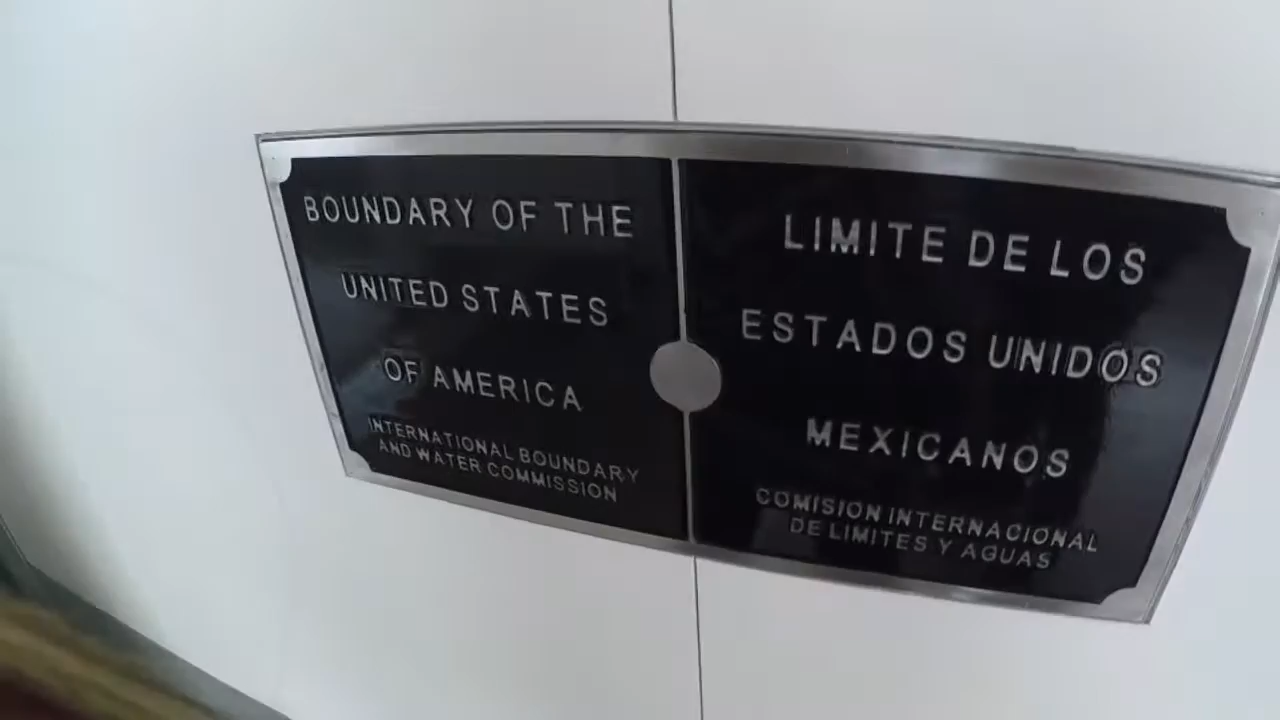 BOUNDARY OF THE
UNITED STATES
OF AMERICA
INTERNATIONAL BOUNDARY
AND WATER COMMISSION
LIMITE DE LOS
ESTADOS UNIDOS
MEXICANOS
COMISION INTERNACIONAL
DE LIMITES Y AGUAS